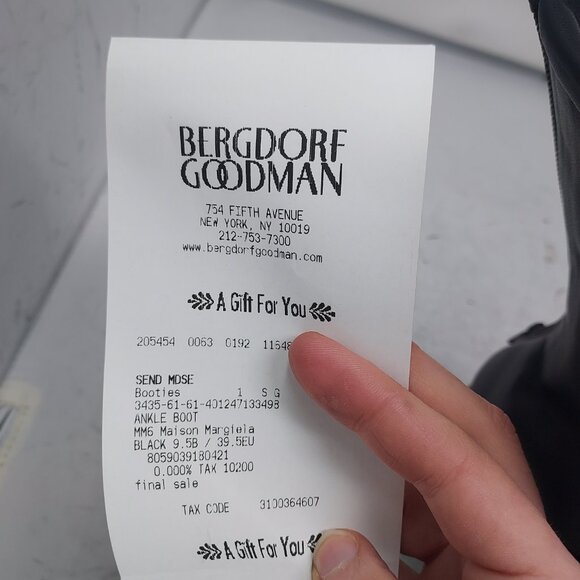 BERGDORF
GOODMAN
754 FIFTH AVENUE
NEW YORK, NY 10019
212-753-7300
www.bergdorfgoodman.com
A Gift For You
205454 0063 0192
SEND MDSE
Booties 1 S G
3435-61-61-401247133498
ANKLE BOOT
MM6 Maison Margiela
BLACK 9.5B / 39.5EU
8059039180421
0.000% TAX 10200
final sale
TAX CODE 3100364607
A Gift For You